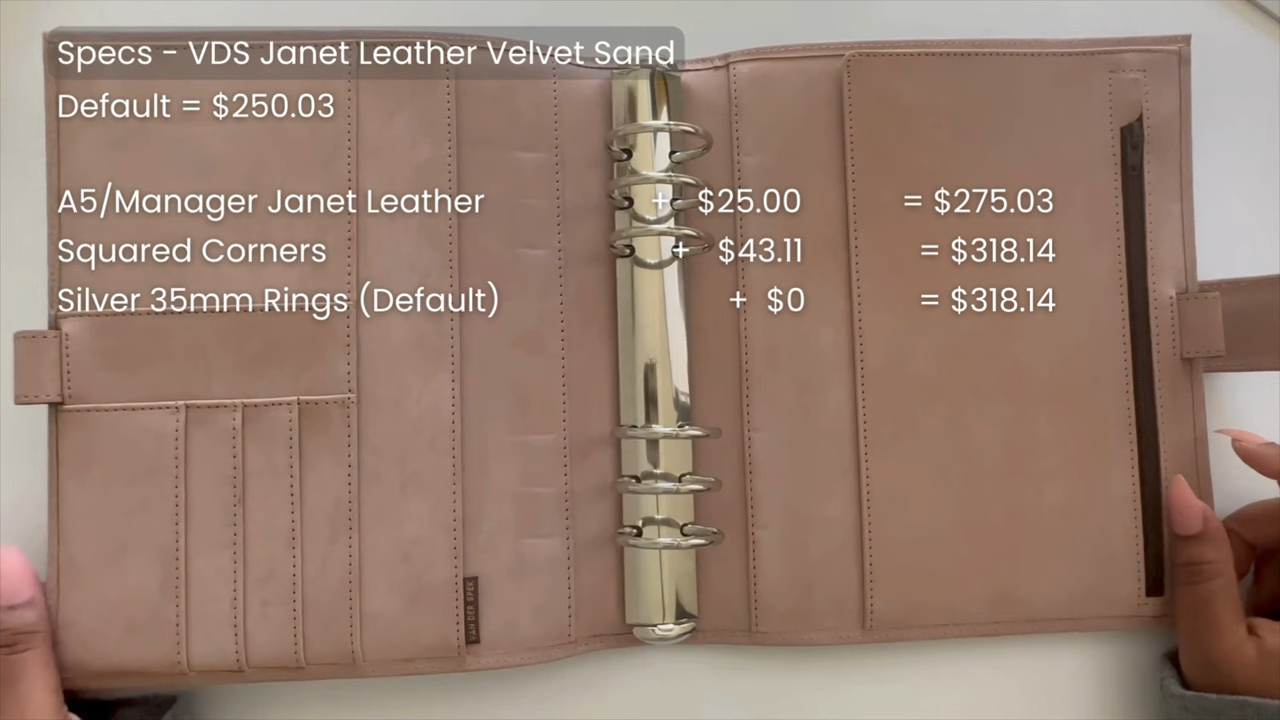 Specs - VDS Janet Leather Velvet Sand
Default = $250.03
A5/Manager Janet Leather + $25.00 = $275.03
Squared Corners + $43.11 = $318.14
Silver 35mm Rings (Default) + $0 = $318.14
VAN DER SPEK